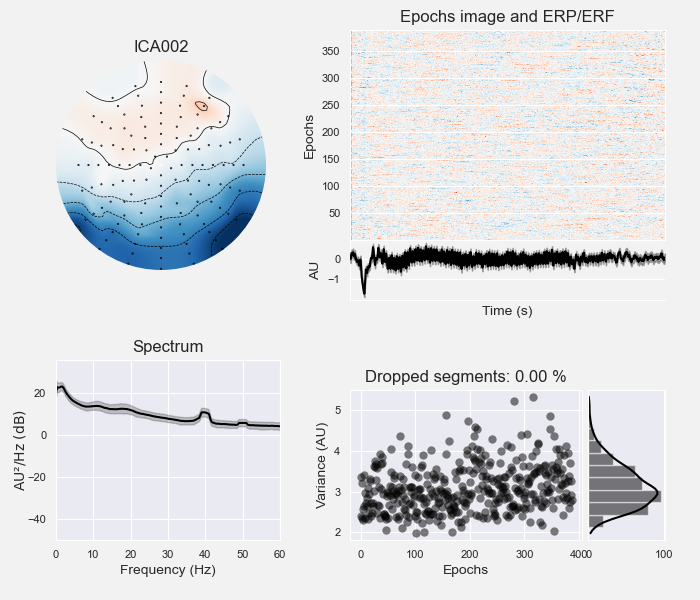 ICA002
Epochs image and ERP/ERF
Epochs
350
300
250
200
150
100
50
AU
0
−1
Time (s)
Spectrum
AU²/Hz (dB)
20
0
−20
−40
0 10 20 30 40 50 60
Frequency (Hz)
Dropped segments: 0.00 %
Variance (AU)
5
4
3
2
0 100 200 300 400
Epochs
0 100